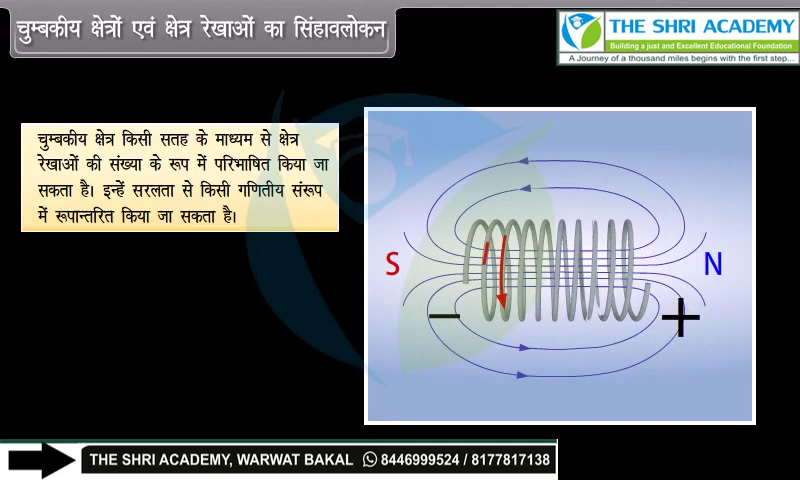 चुम्बकीय क्षेत्रों एवं क्षेत्र रेखाओं का सिंहावलोकन
THE SHRI ACADEMY
Building a just and Excellent Educational Foundation
A Journey of a thousand miles begins with the first step...
चुम्बकीय क्षेत्र किसी सतह के माध्यम से क्षेत्र
रेखाओं की संख्या के रूप में परिभाषित किया जा
सकता है। इन्हें सरलता से किसी गणितीय संरूप
में रूपान्तरित किया जा सकता है।
S N
− +
THE SHRI ACADEMY, WARWAT BAKAL 8446999524 / 8177817138